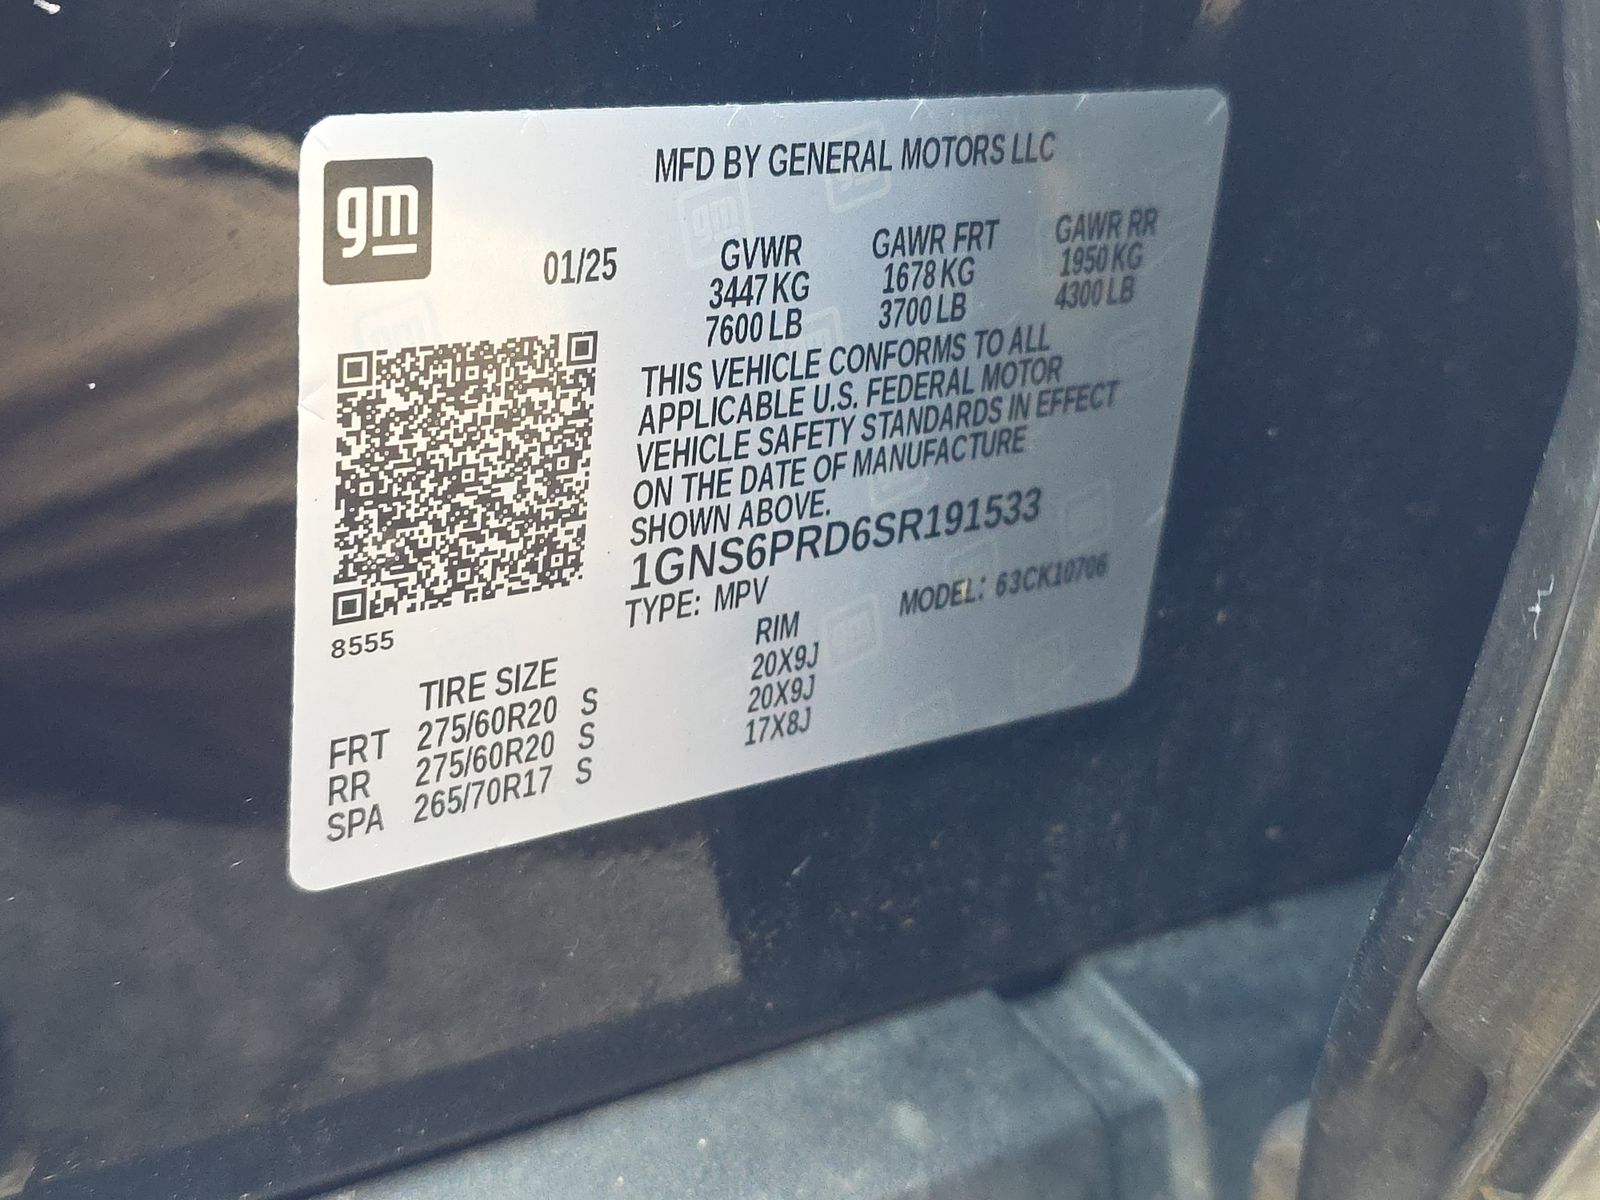 gm
MFD BY GENERAL MOTORS LLC
01/25
GVWR GAWR FRT GAWR RR
3447 KG 1678 KG 1950 KG
7600 LB 3700 LB 4300 LB
THIS VEHICLE CONFORMS TO ALL
APPLICABLE U.S. FEDERAL MOTOR
VEHICLE SAFETY STANDARDS IN EFFECT
ON THE DATE OF MANUFACTURE
SHOWN ABOVE.
1GNS6PRD6SR191533
TYPE: MPV MODEL: 63CK10706
8555
TIRE SIZE RIM
FRT 275/60R20 S 20X9J
RR 275/60R20 S 20X9J
SPA 265/70R17 S 17X8J